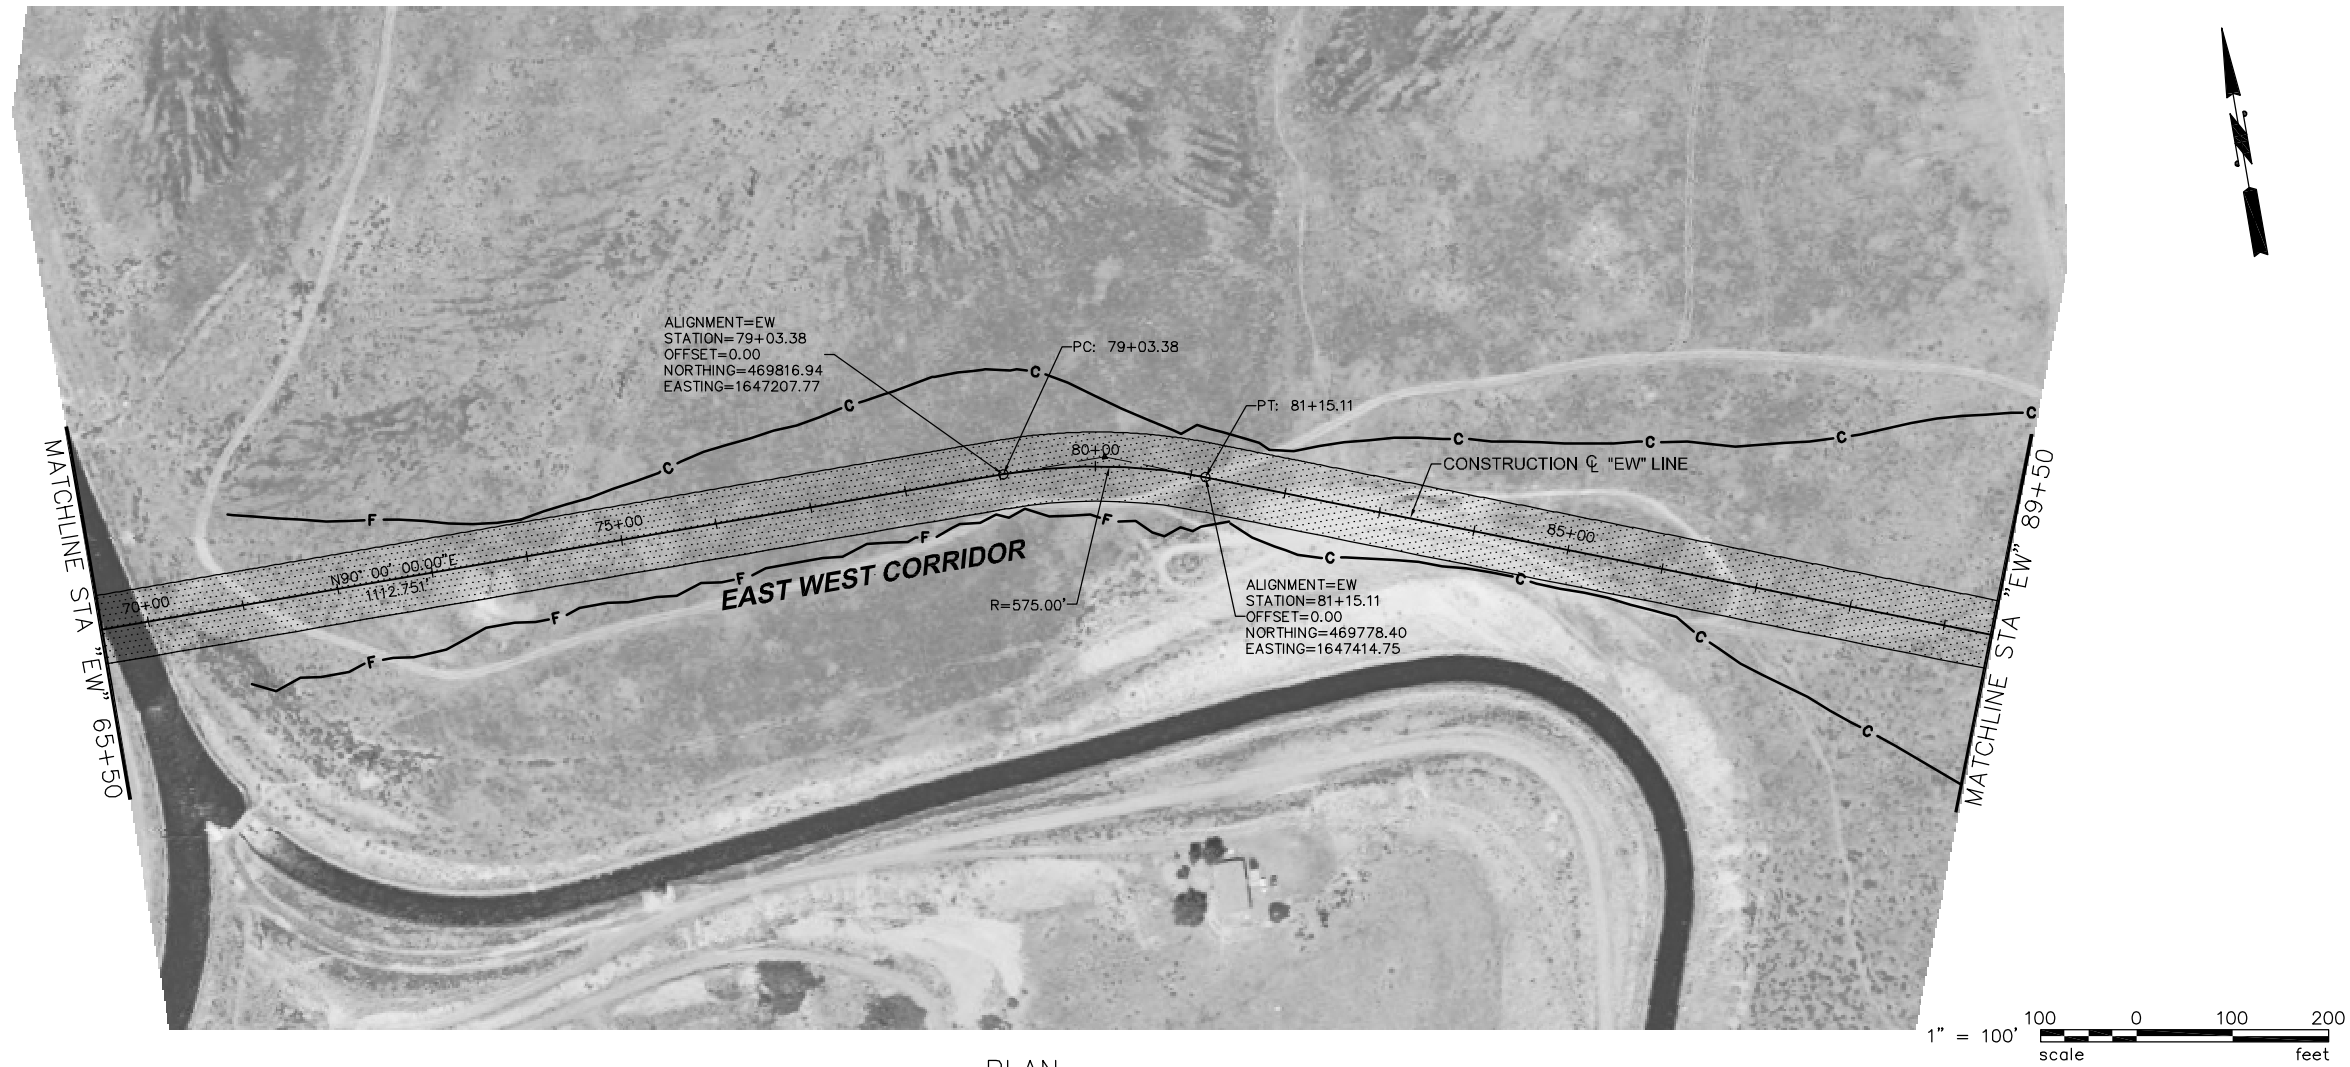 ALIGNMENT=EW
STATION=79+03.38
OFFSET=0.00
NORTHING=469816.94
EASTING=1647207.77
PC: 79+03.38
C
C
C
PT: 81+15.11
C
C
C
C
80+00
CONSTRUCTION ℄ "EW" LINE
MATCHLINE STA "EW" 65+50
F
75+00
F
F
85+00
MATCHLINE STA "EW" 89+50
N90° 00' 00.00"E
1112.751'
70+00
F
F
F
EAST WEST CORRIDOR
R=575.00'
C
C
C
C
ALIGNMENT=EW
STATION=81+15.11
OFFSET=0.00
NORTHING=469778.40
EASTING=1647414.75
N
1" = 100'
100 0 100 200
scale feet
PLAN